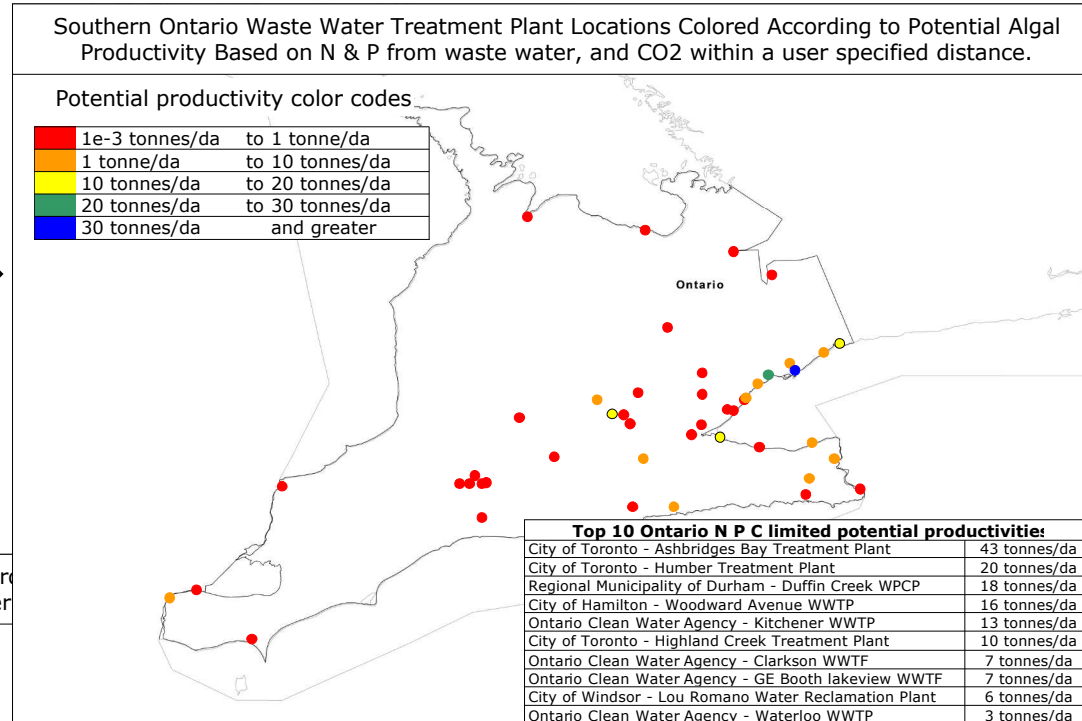 Southern Ontario Waste Water Treatment Plant Locations Colored According to Potential Algal
Productivity Based on N & P from waste water, and CO2 within a user specified distance.
Potential productivity color codes
1e-3 tonnes/da to 1 tonne/da
1 tonne/da to 10 tonnes/da
10 tonnes/da to 20 tonnes/da
20 tonnes/da to 30 tonnes/da
30 tonnes/da and greater
Ontario
Top 10 Ontario N P C limited potential productivities
City of Toronto - Ashbridges Bay Treatment Plant 43 tonnes/da
City of Toronto - Humber Treatment Plant 20 tonnes/da
Regional Municipality of Durham - Duffin Creek WPCP 18 tonnes/da
City of Hamilton - Woodward Avenue WWTP 16 tonnes/da
Ontario Clean Water Agency - Kitchener WWTP 13 tonnes/da
City of Toronto - Highland Creek Treatment Plant 10 tonnes/da
Ontario Clean Water Agency - Clarkson WWTF 7 tonnes/da
Ontario Clean Water Agency - GE Booth lakeview WWTF 7 tonnes/da
City of Windsor - Lou Romano Water Reclamation Plant 6 tonnes/da
Ontario Clean Water Agency - Waterloo WWTP 3 tonnes/da